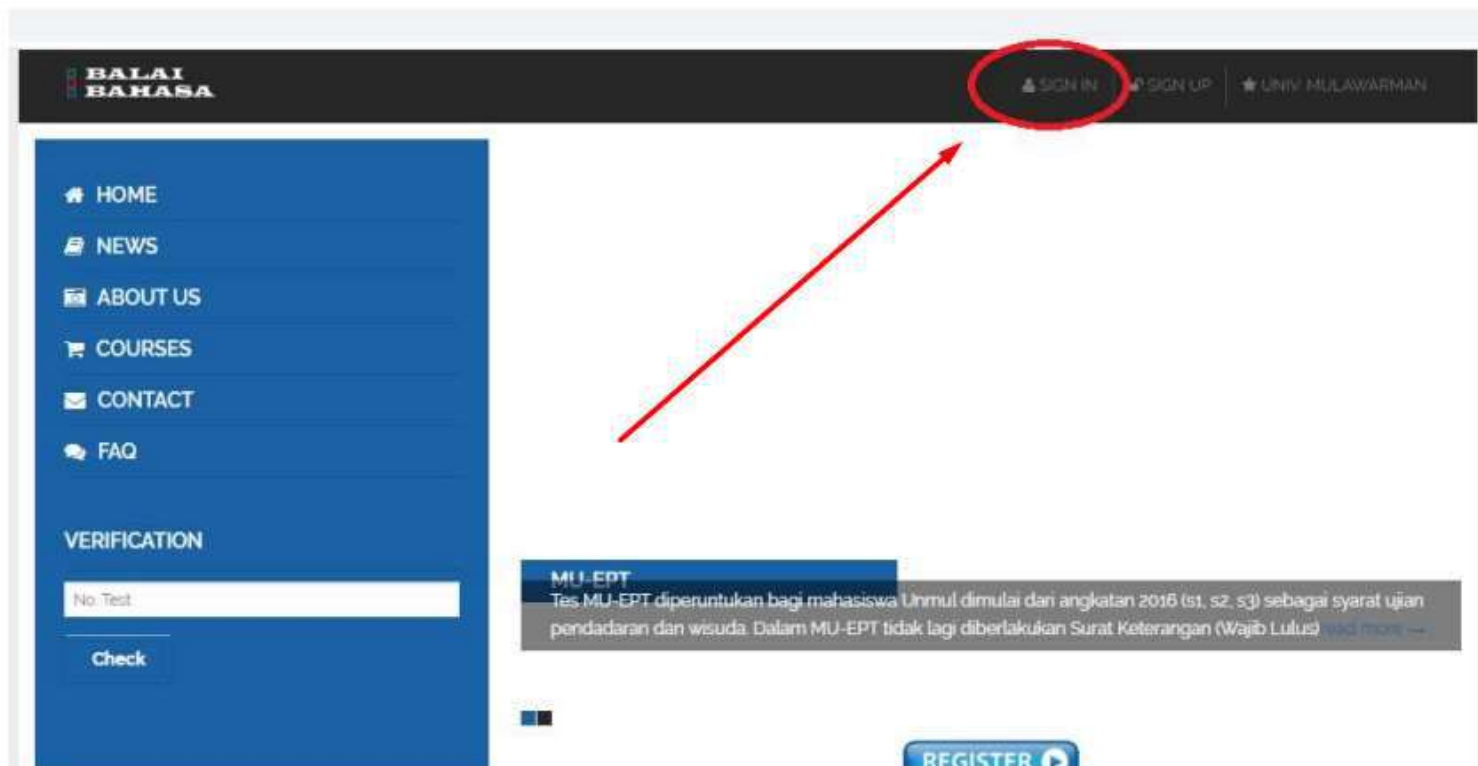 BALAI
BAHASA
SIGN IN
SIGN UP
UNIV. MULAWARMAN
HOME
NEWS
ABOUT US
COURSES
CONTACT
FAQ
VERIFICATION
No. Test
Check
MU-EPT
Tes MU-EPT diperuntukan bagi mahasiswa Unmul dimulai dari angkatan 2016 (s1, s2, s3) sebagai syarat ujian
pendadaran dan wisuda. Dalam MU-EPT tidak lagi diberlakukan Surat Keterangan (Wajib Lulus) read more →
REGISTER